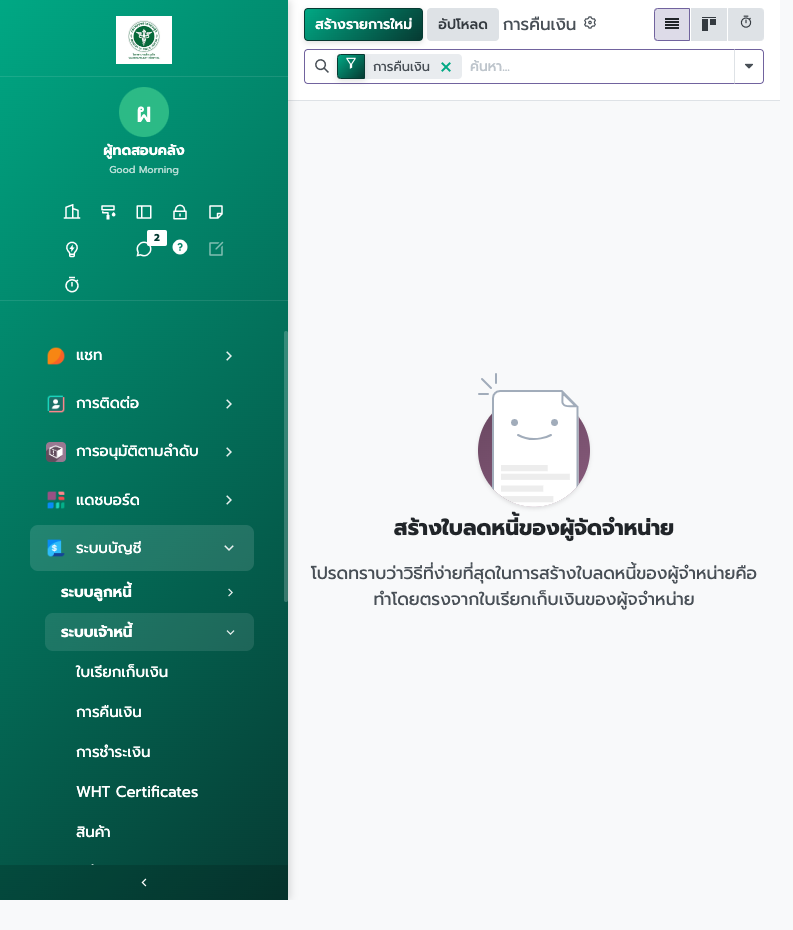 ผ
ผู้ทดสอบคลัง
Good Morning
2
?
แชท
การติดต่อ
การอนุมัติตามลำดับ
แดชบอร์ด
ระบบบัญชี
ระบบลูกหนี้
ระบบเจ้าหนี้
ใบเรียกเก็บเงิน
การคืนเงิน
การชำระเงิน
WHT Certificates
สินค้า
สร้างรายการใหม่ อัปโหลด การคืนเงิน
การคืนเงิน ค้นหา...
สร้างใบลดหนี้ของผู้จัดจำหน่าย
โปรดทราบว่าวิธีที่ง่ายที่สุดในการสร้างใบลดหนี้ของผู้จำหน่ายคือ
ทำโดยตรงจากใบเรียกเก็บเงินของผู้จจำหน่าย